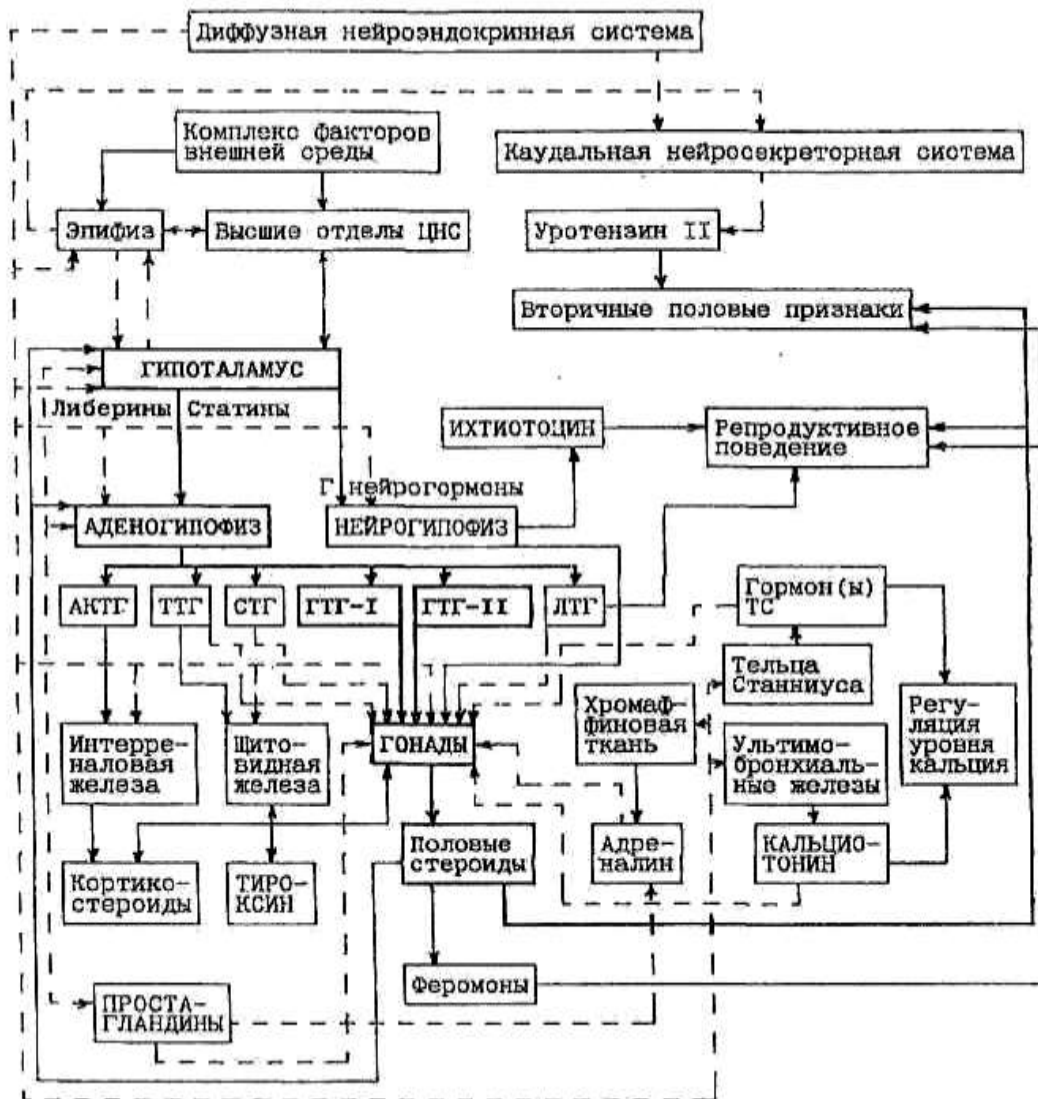 Диффузная нейроэндокринная система
Комплекс факторов
внешней среды
Каудальная нейросекреторная система
Эпифиз
Высшие отделы ЦНС
Уротензин II
Вторичные половые признаки
ГИПОТАЛАМУС
Либерины
Статины
ИХТИОТОЦИН
Репродуктивное
поведение
Г нейрогормоны
АДЕНОГИПОФИЗ
НЕЙРОГИПОФИЗ
АКТГ
ТТГ
СТГ
ГТГ-I
ГТГ-II
ЛТГ
Гормон(ы)
ТС
Тельца
Станниуса
Хромаф-
финовая
ткань
Регу-
ляция
уровня
кальция
Интерре-
наловая
железа
Щито-
видная
железа
ГОНАДЫ
Ультимо-
бронхиаль-
ные железы
Половые
стероиды
Адре-
налин
КАЛЬЦИО-
ТОНИН
Кортико-
стероиды
ТИРО-
КСИН
Феромоны
ПРОСТА-
ГЛАНДИНЫ